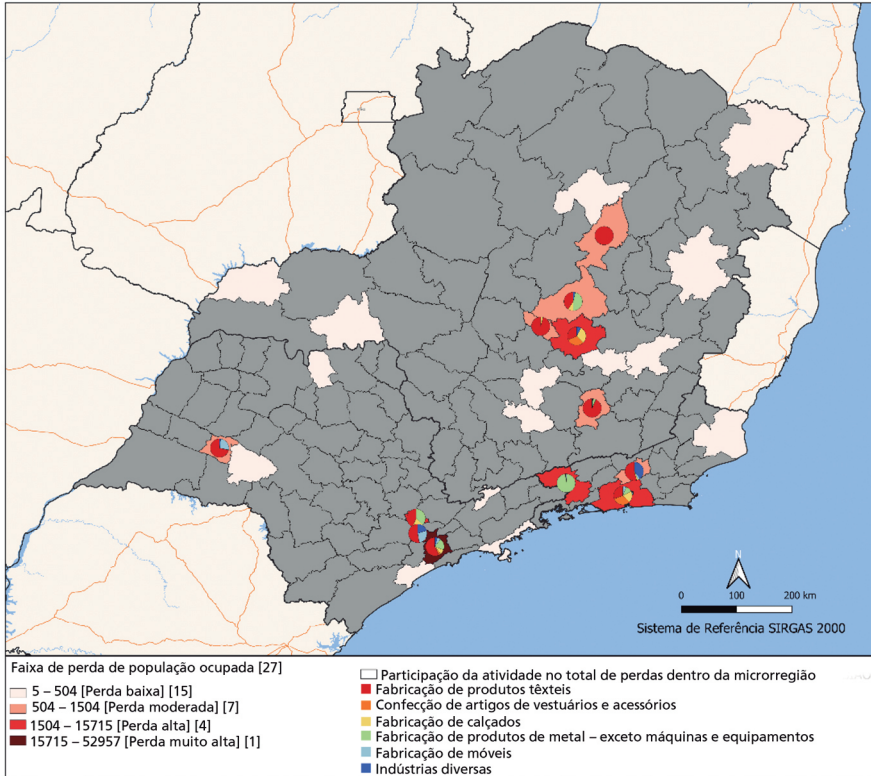 N
0 100 200 km
Sistema de Referência SIRGAS 2000
Faixa de perda de população ocupada [27]
5 – 504 [Perda baixa] [15]
504 – 1504 [Perda moderada] [7]
1504 – 15715 [Perda alta] [4]
15715 – 52957 [Perda muito alta] [1]
Participação da atividade no total de perdas dentro da microrregião
Fabricação de produtos têxteis
Confecção de artigos de vestuários e acessórios
Fabricação de calçados
Fabricação de produtos de metal – exceto máquinas e equipamentos
Fabricação de móveis
Indústrias diversas